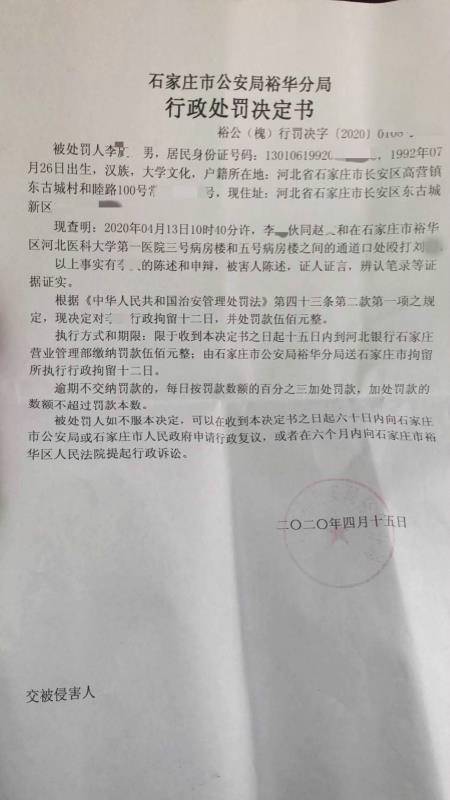 石家庄市公安局裕华分局
行政处罚决定书
裕公（槐）行罚决字〔2020〕
被处罚人李 男，居民身份证号码：1301061992 ，1992年07
月26日出生，汉族，大学文化，户籍所在地：河北省石家庄市长安区高营镇
东古城村和睦路100号 号，现住址：河北省石家庄市长安区东古城
新区
现查明：2020年04月13日10时40分许，李 伙同赵 和在石家庄市裕华
区河北医科大学第一医院三号病房楼和五号病房楼之间的通道口处殴打刘 。
以上事实有 的陈述和申辩，被害人陈述，证人证言，辨认笔录等证
据证实。
根据《中华人民共和国治安管理处罚法》第四十三条第二款第一项之规
定，现决定对 行政拘留十二日，并处罚款伍佰元整。
执行方式和期限：限于收到本决定书之日起十五日内到河北银行石家庄
营业管理部缴纳罚款伍佰元整；由石家庄市公安局裕华分局送石家庄市拘留
所执行行政拘留十二日。
逾期不交纳罚款的，每日按罚款数额的百分之三加处罚款，加处罚款的
数额不超过罚款本数。
被处罚人如不服本决定，可以在收到本决定书之日起六十日内向石家庄
市公安局或石家庄市人民政府申请行政复议，或者在六个月内向石家庄市裕
华区人民法院提起行政诉讼。
二〇二〇年四月十五日
交被侵害人